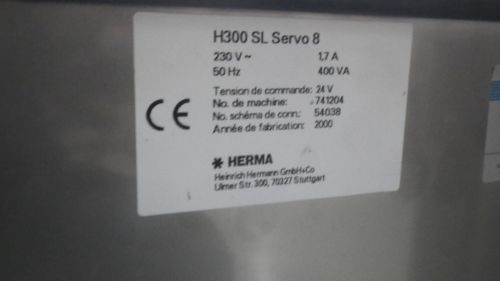 H300 SL Servo 8
230 V ~ 1,7 A
50 Hz 400 VA
Tension de commande: 24 V
No. de machine: 741204
No. schéma de conn.: 54038
Année de fabrication: 2000
CE
* HERMA
Heinrich Hermann GmbH+Co
Ulmer Str. 300, 70327 Stuttgart